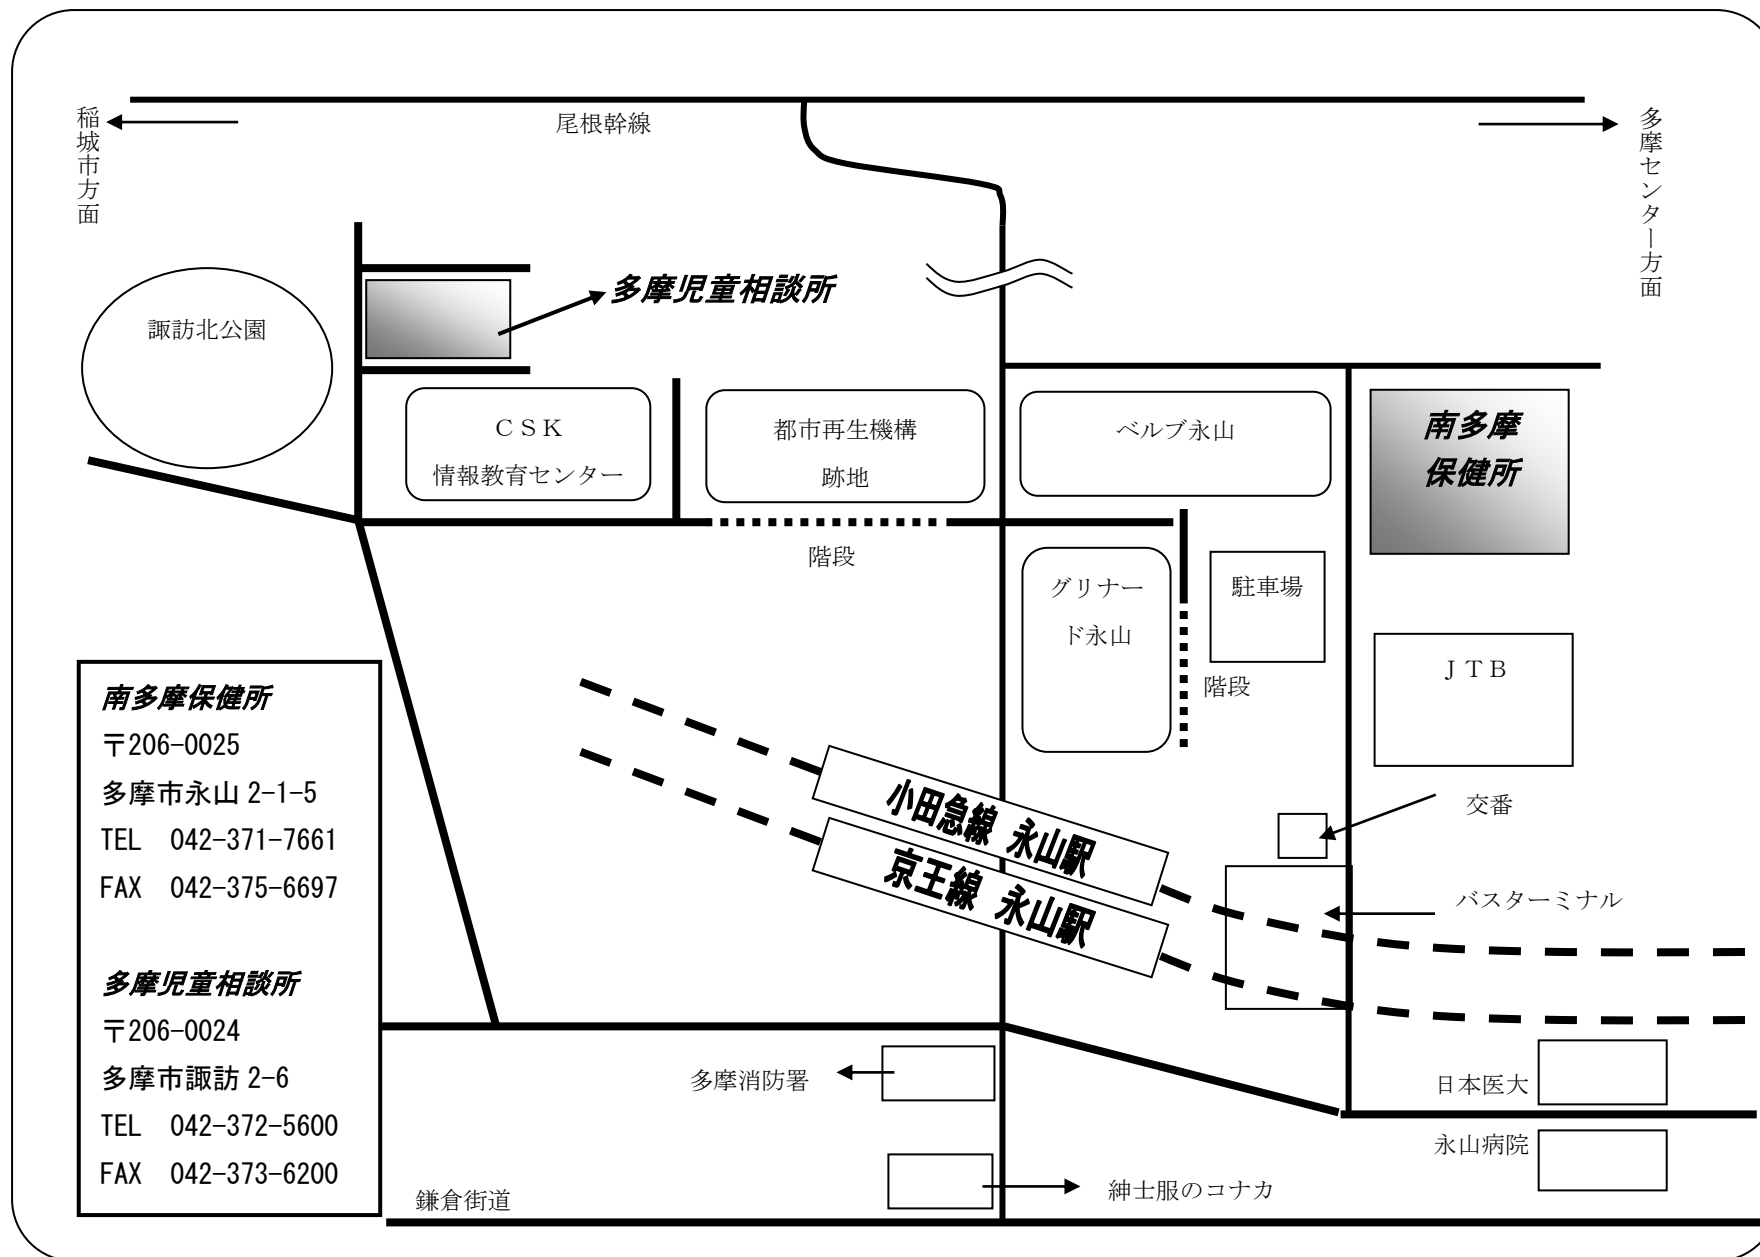 尾根幹線
稲城市方面
多摩センター方面
多摩児童相談所
諏訪北公園
ＣＳＫ
情報教育センター
都市再生機構
跡地
ベルブ永山
南多摩
保健所
階段
グリナー
ド永山
駐車場
階段
ＪＴＢ
小田急線 永山駅
京王線 永山駅
交番
バスターミナル
南多摩保健所
〒206-0025
多摩市永山 2-1-5
TEL 042-371-7661
FAX 042-375-6697
多摩児童相談所
〒206-0024
多摩市諏訪 2-6
TEL 042-372-5600
FAX 042-373-6200
多摩消防署
日本医大
永山病院
紳士服のコナカ
鎌倉街道